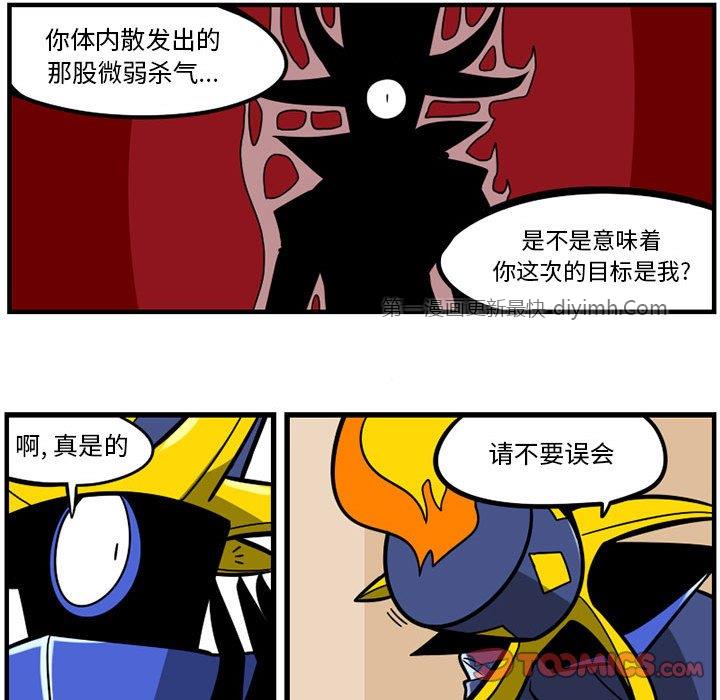 你体内散发出的
那股微弱杀气...
是不是意味着
你这次的目标是我?
第一漫画更新最快 diyimh.Com
啊, 真是的
请不要误会
TOOMICS.COM